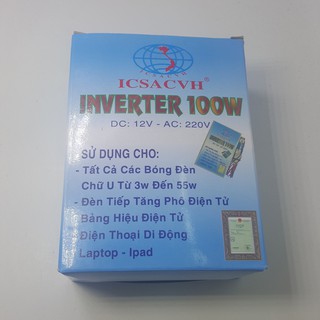 ICSACVH®
INVERTER 100W
DC: 12V - AC: 220V
SỬ DỤNG CHO:
- Tất Cả Các Bóng Đèn
Chữ U Từ 3w Đến 55w
- Đèn Tiếp Tăng Phô Điện Tử
Bảng Hiệu Điện Tử
Điện Thoại Di Động
Laptop - Ipad